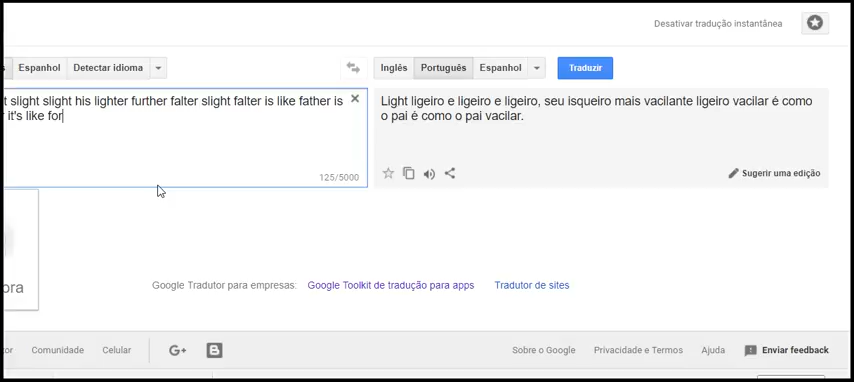 Desativar tradução instantânea
s Espanhol Detectar idioma Inglês Português Espanhol Traduzir
t slight slight his lighter further falter slight falter is like father is
r it's like for
Light ligeiro e ligeiro e ligeiro, seu isqueiro mais vacilante ligeiro vacilar é como
o pai é como o pai vacilar.
125/5000
Sugerir uma edição
ora
Google Tradutor para empresas: Google Toolkit de tradução para apps Tradutor de sites
Comunidade Celular G+ B Sobre o Google Privacidade e Termos Ajuda Enviar feedback